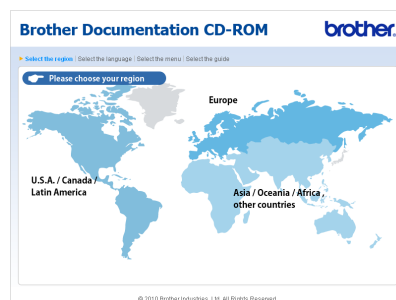 Brother Documentation CD-ROM
brother
Select the region | Select the language | Select the menu | Select the guide
Please choose your region
Europe
U.S.A. / Canada /
Latin America
Asia / Oceania / Africa ,
other countries
© 2010 Brother Industries, Ltd. All Rights Reserved.